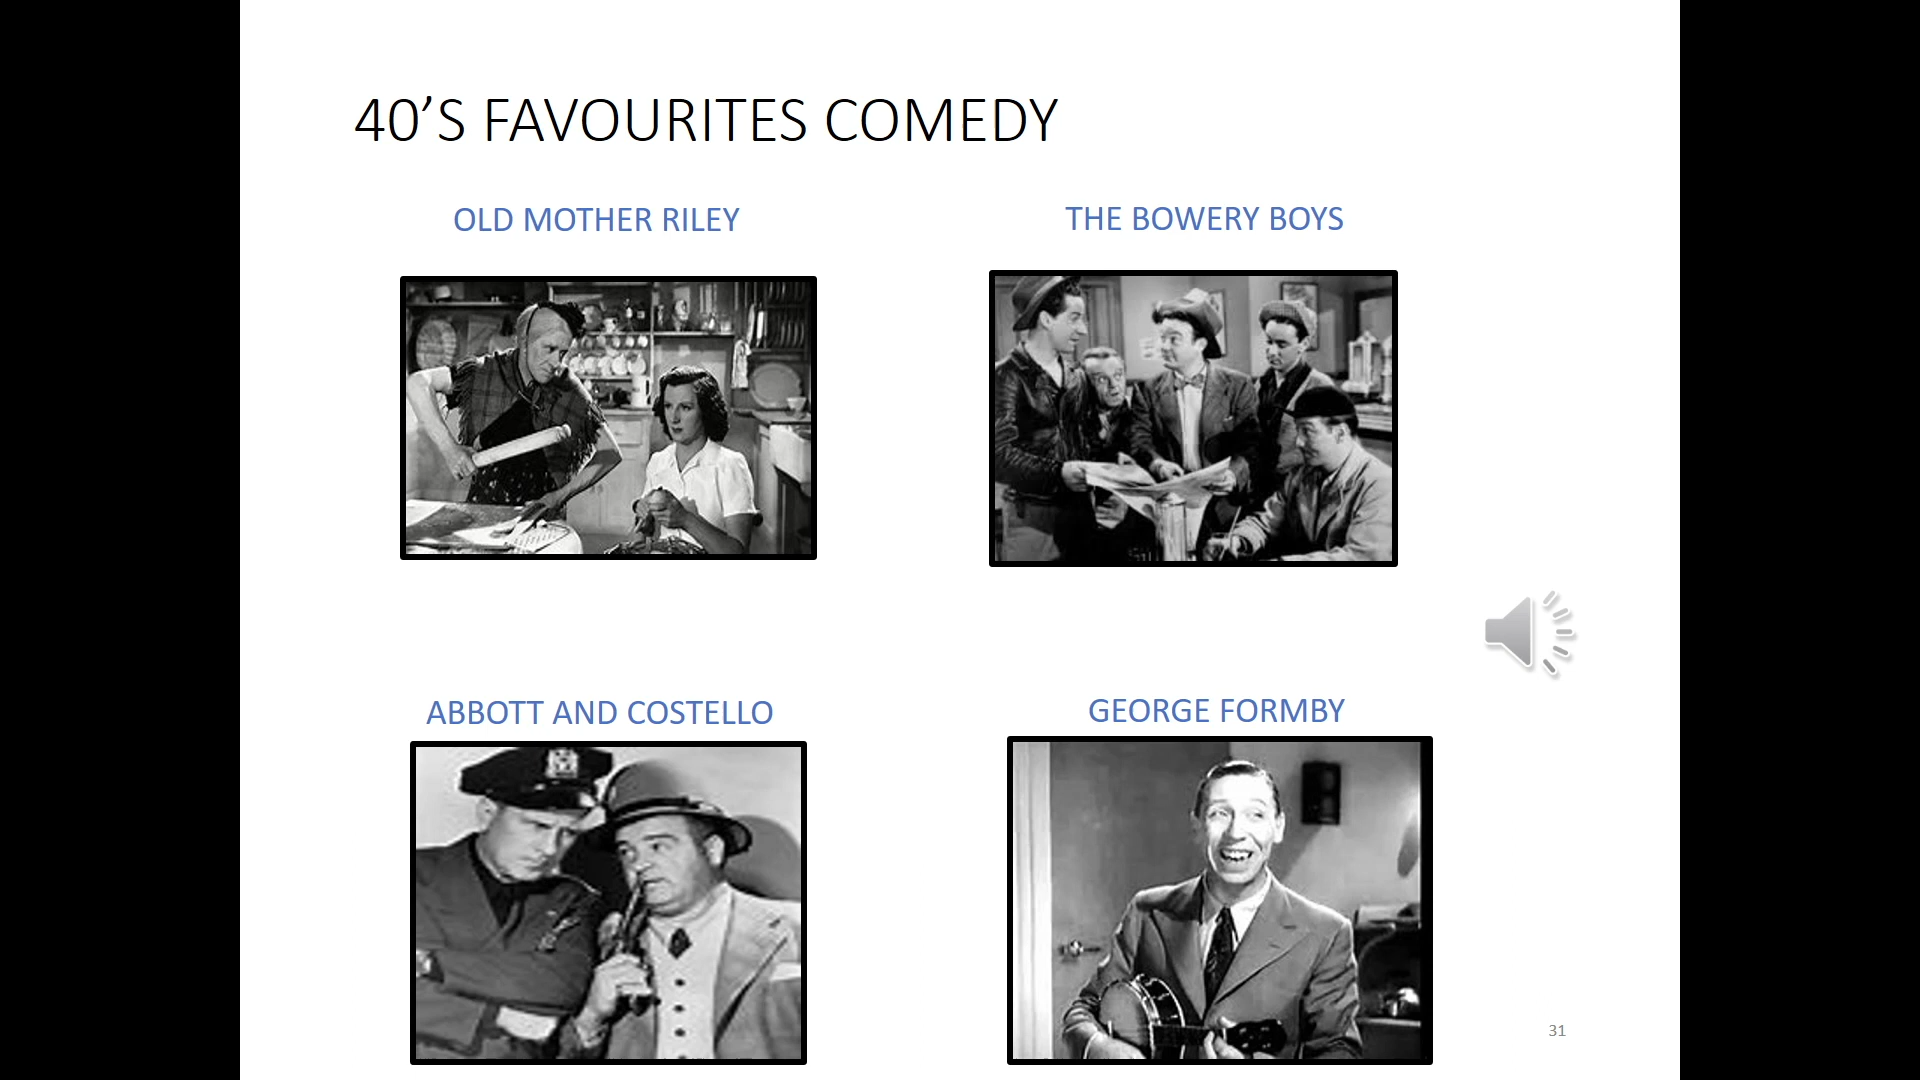 40’S FAVOURITES COMEDY
OLD MOTHER RILEY
THE BOWERY BOYS
ABBOTT AND COSTELLO
GEORGE FORMBY
31